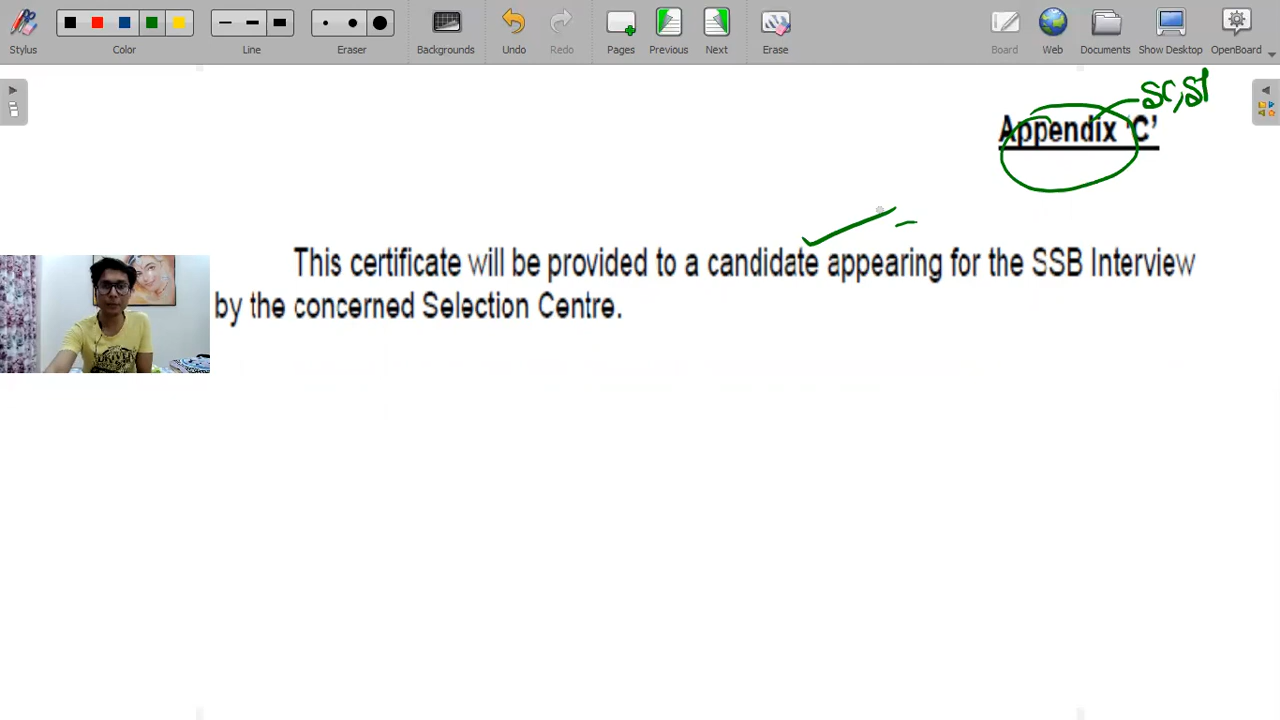 Stylus
Color
Line
Eraser
Backgrounds
Undo
Redo
Pages
Previous
Next
Erase
Board
Web
Documents
Show Desktop
OpenBoard
SC, ST
Appendix 'C'
This certificate will be provided to a candidate appearing for the SSB Interview
by the concerned Selection Centre.